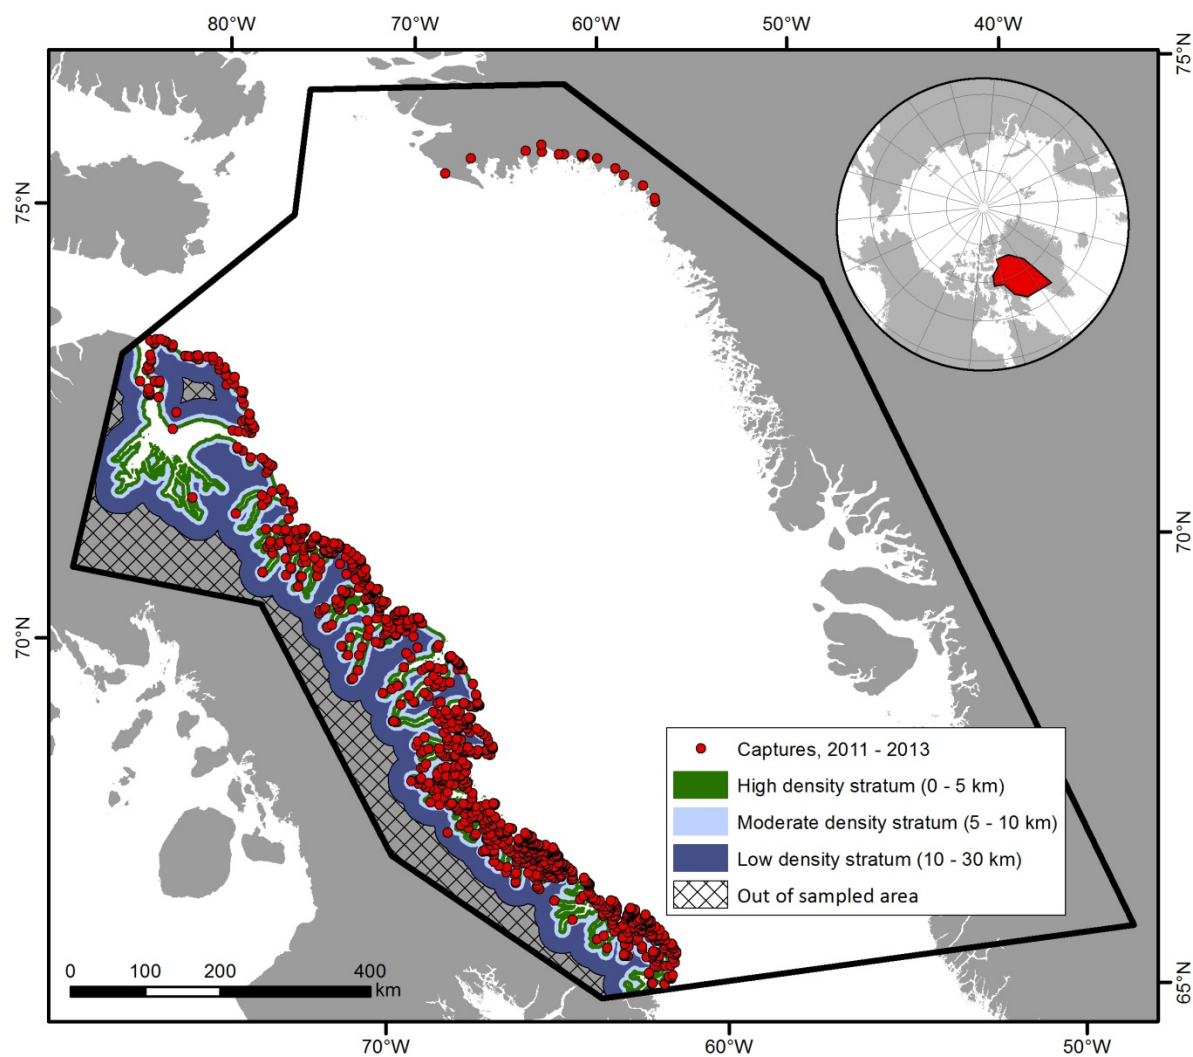 80°W 70°W 60°W 50°W 40°W
75°N
75°N
70°N
70°N
65°N
Captures, 2011 - 2013
High density stratum (0 - 5 km)
Moderate density stratum (5 - 10 km)
Low density stratum (10 - 30 km)
Out of sampled area
0 100 200 400
km
70°W 60°W 50°W